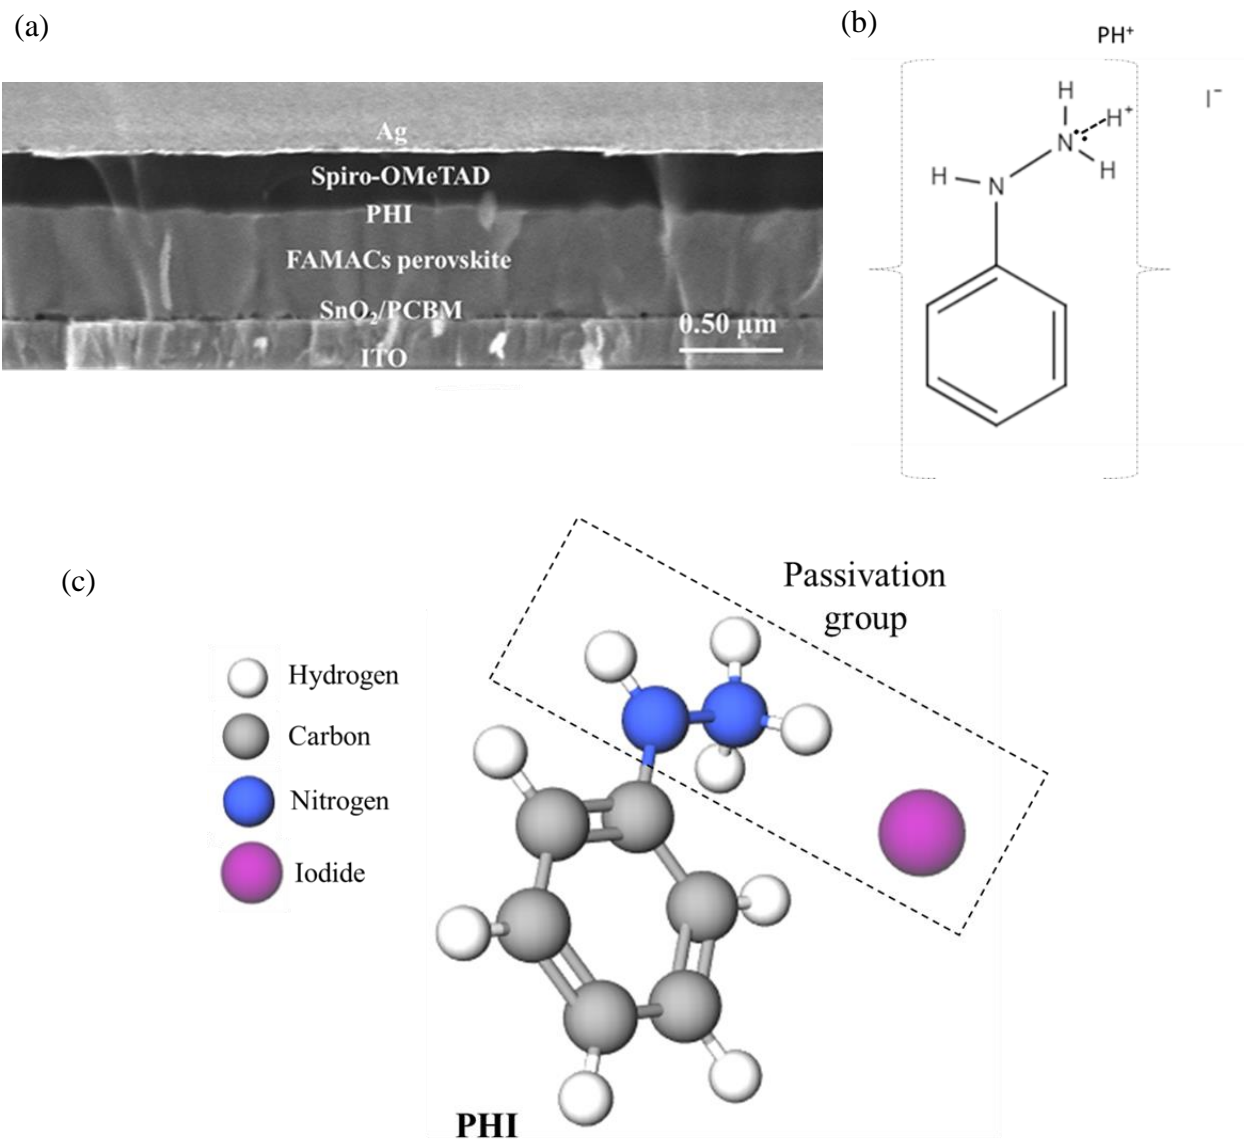 (a)
Ag
Spiro-OMeTAD
PHI
FAMACs perovskite
SnO₂/PCBM
0.50 μm
ITO
(b)
PH⁺
H
H⁺
N
H
H
N
I⁻
(c)
Passivation
group
Hydrogen
Carbon
Nitrogen
Iodide
PHI